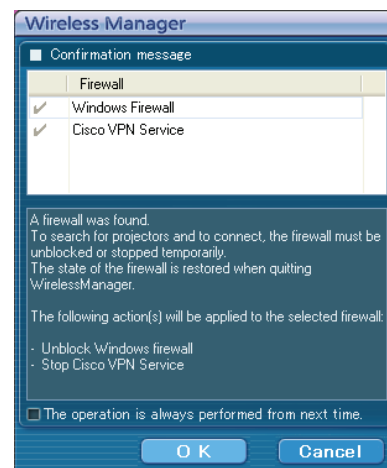 Wireless Manager
Confirmation message
Firewall
Windows Firewall
Cisco VPN Service
A firewall was found.
To search for projectors and to connect, the firewall must be
unblocked or stopped temporarily.
The state of the firewall is restored when quitting
WirelessManager.
The following action(s) will be applied to the selected firewall:
- Unblock Windows firewall
- Stop Cisco VPN Service
The operation is always performed from next time.
O K
Cancel